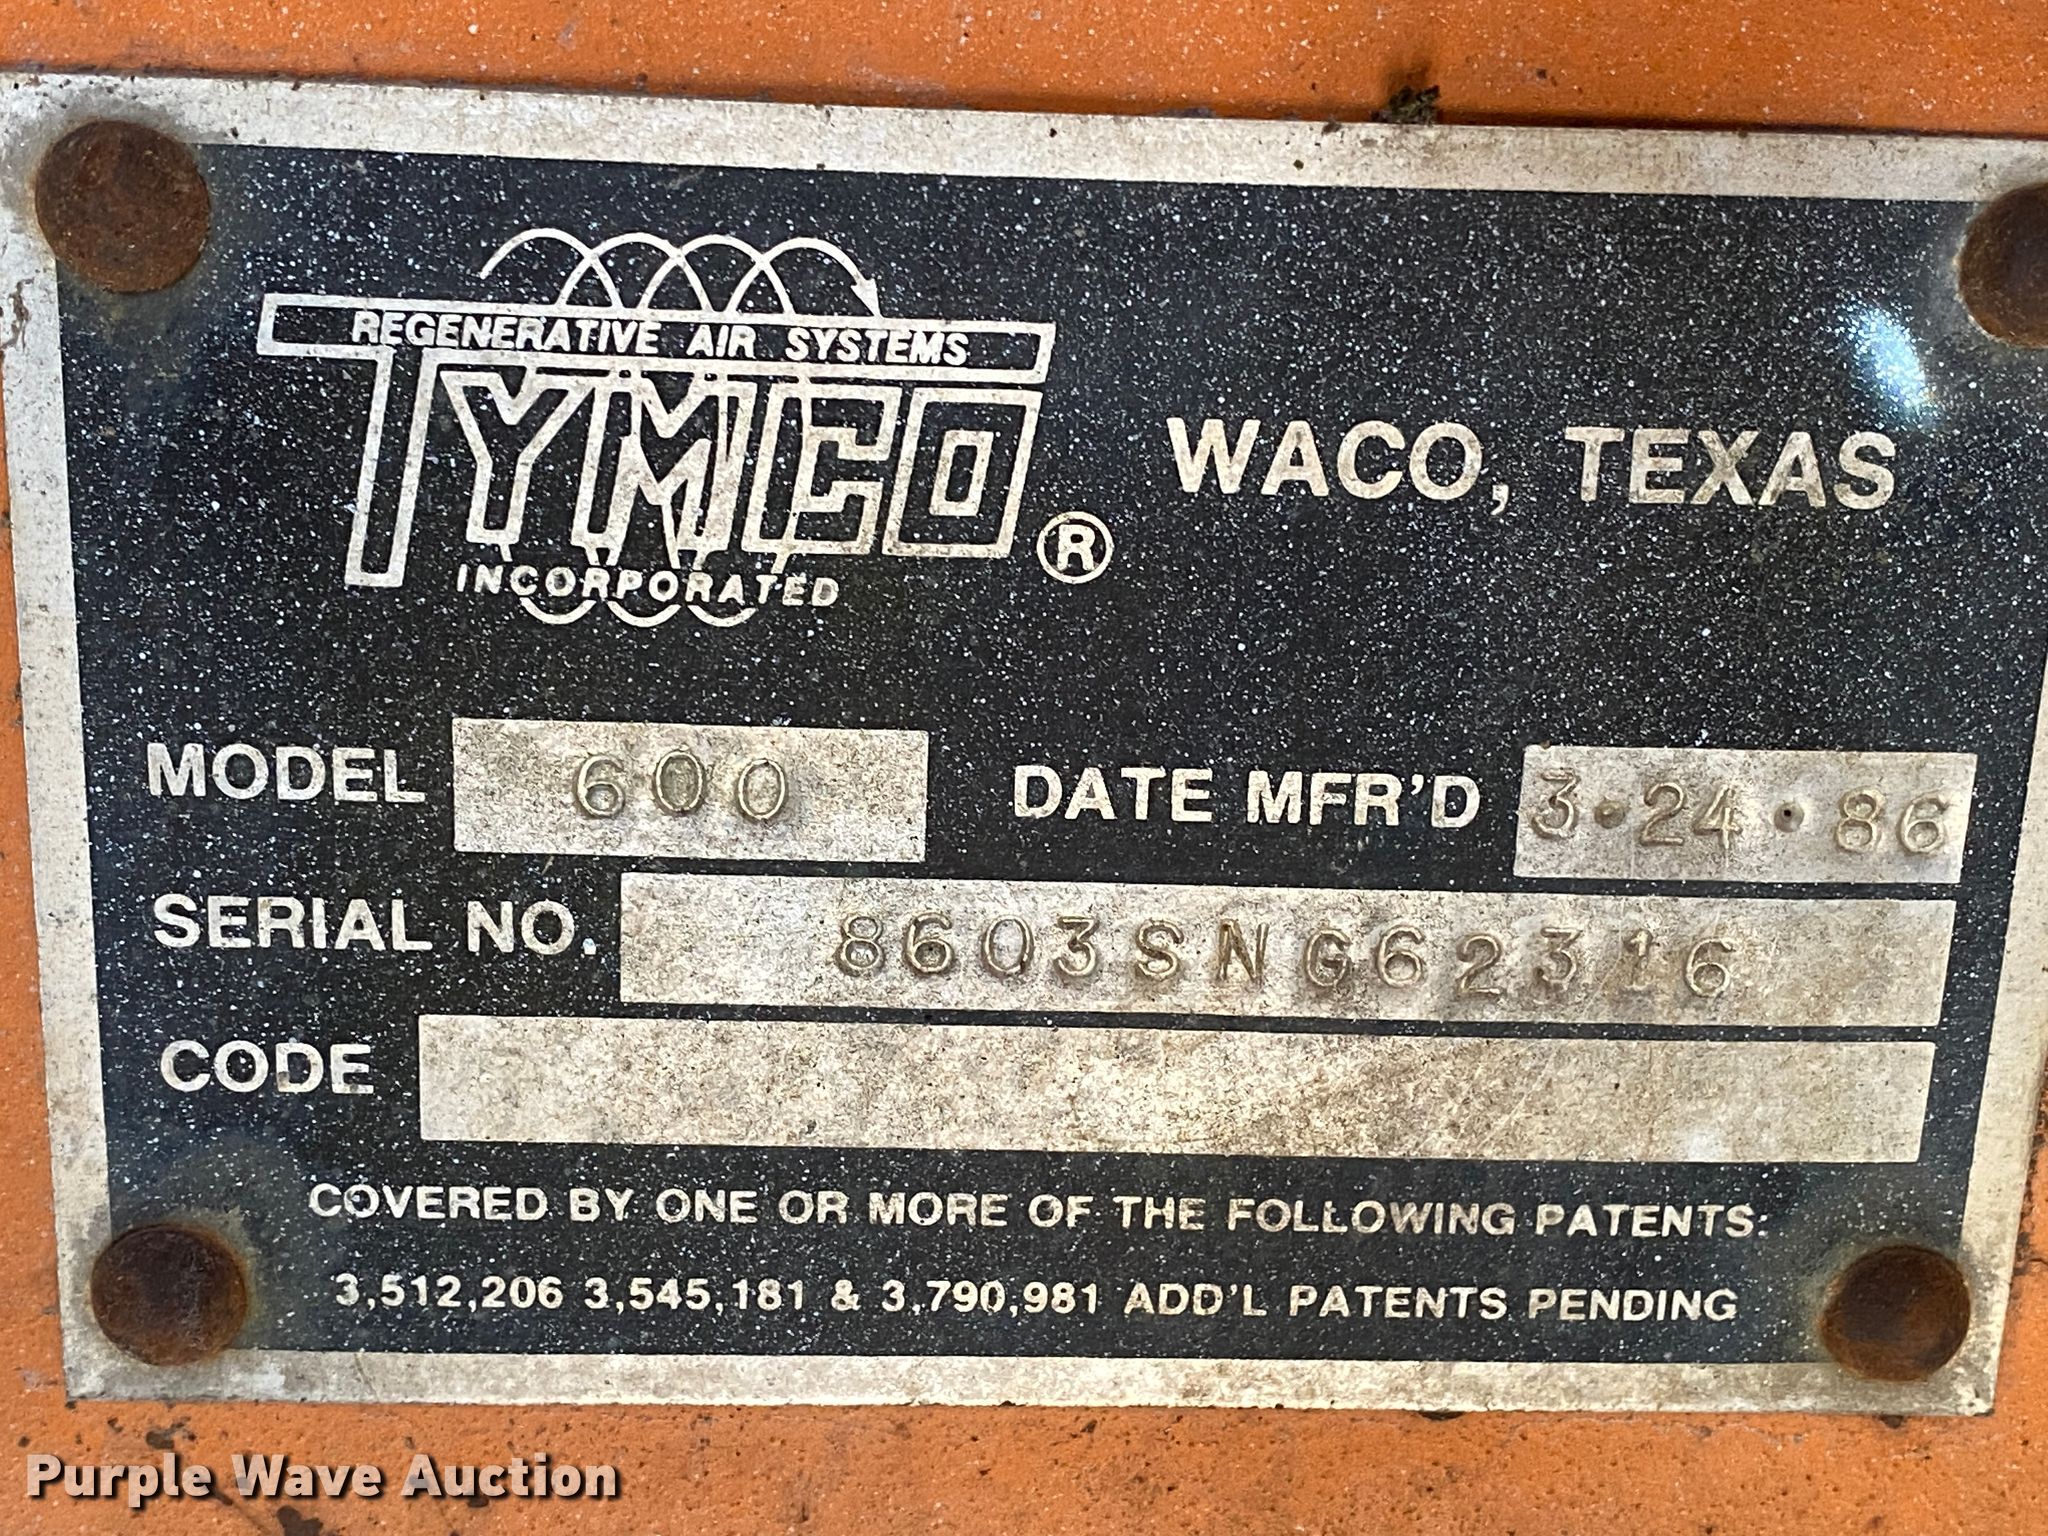 REGENERATIVE AIR SYSTEMS
TYMCO ®
INCORPORATED
WACO, TEXAS
MODEL 600 DATE MFR'D 3·24·86
SERIAL NO. 8603SNG62316
CODE
COVERED BY ONE OR MORE OF THE FOLLOWING PATENTS:
3,512,206 3,545,181 & 3,790,981 ADD'L PATENTS PENDING
Purple Wave Auction